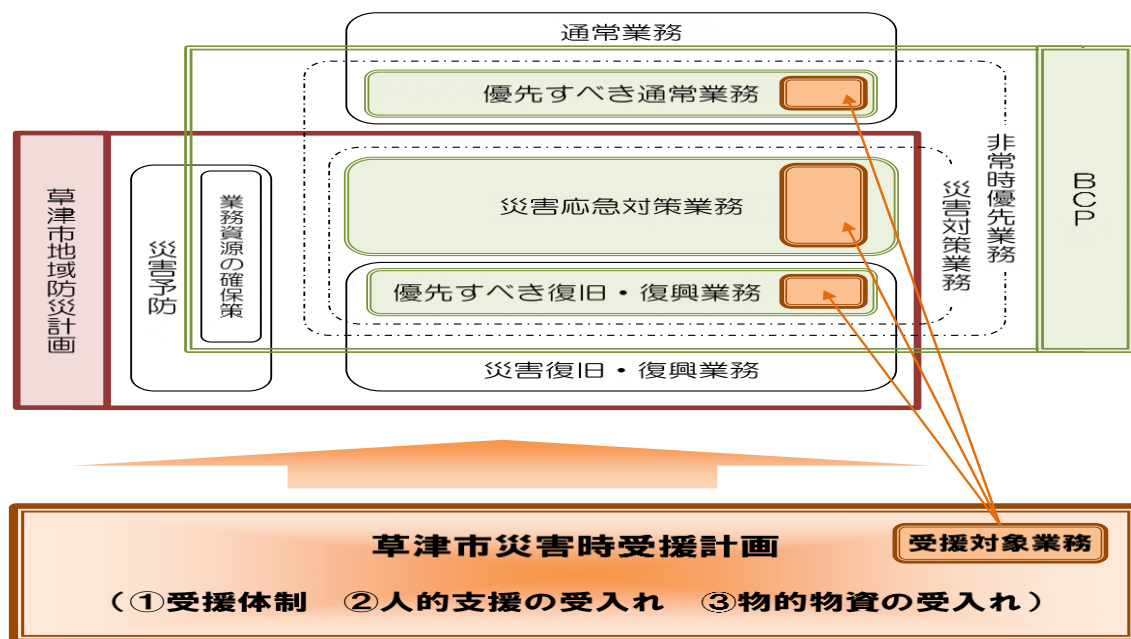 通常業務
優先すべき通常業務
非常時優先業務
災害対策業務
BCP
草津市地域防災計画
災害予防
業務資源の確保策
災害応急対策業務
優先すべき復旧・復興業務
災害復旧・復興業務
草津市災害時受援計画
受援対象業務
(①受援体制 ②人的支援の受入れ ③物的物資の受入れ)